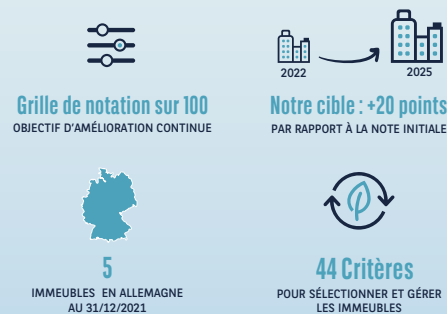 2022
2025
Grille de notation sur 100
OBJECTIF D'AMÉLIORATION CONTINUE
Notre cible : +20 points
PAR RAPPORT À LA NOTE INITIALE
5
IMMEUBLES EN ALLEMAGNE
AU 31/12/2021
44 Critères
POUR SÉLECTIONNER ET GÉRER
LES IMMEUBLES